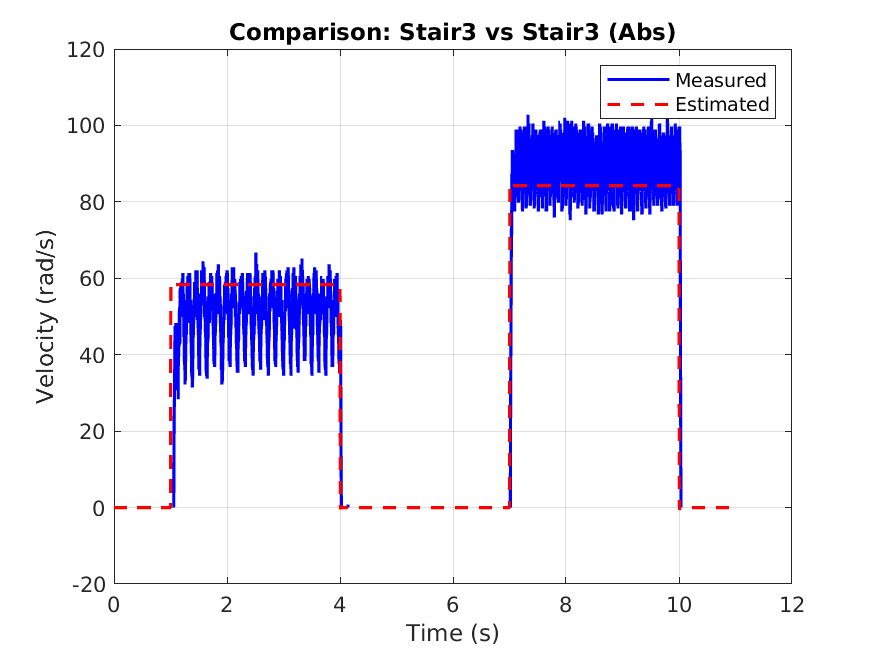 Comparison: Stair3 vs Stair3 (Abs)
120
100
80
60
40
20
0
-20
Velocity (rad/s)
Measured
Estimated
0 2 4 6 8 10 12
Time (s)